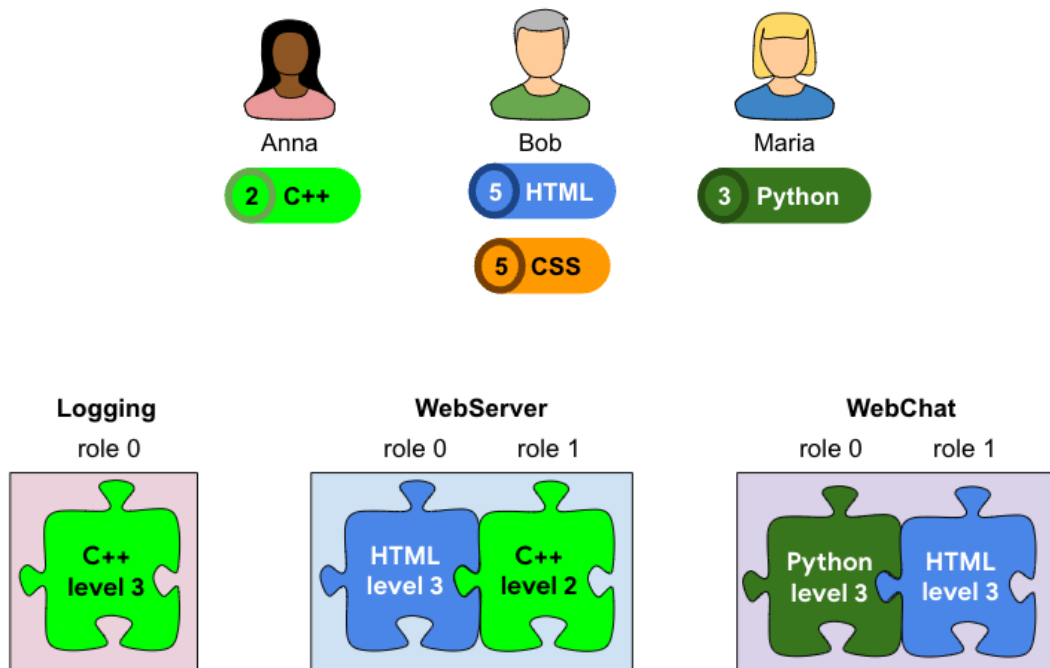 Anna
Bob
Maria
2 C++
5 HTML
3 Python
5 CSS
Logging
WebServer
WebChat
role 0
role 0
role 1
role 0
role 1
C++
level 3
HTML
level 3
C++
level 2
Python
level 3
HTML
level 3